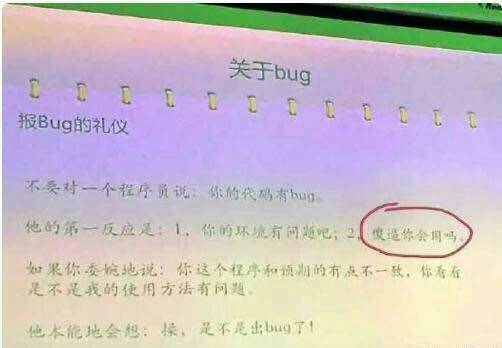 关于bug
报Bug的礼仪
不要对一个程序员说：你的代码有bug。
他的第一反应是：1，你的环境有问题吧；2，傻逼你会用吗。
如果你委婉地说：你这个程序和预期的有点不一致，你看看
是不是我的使用方法有问题。
他本能地会想：操，是不是出bug了！